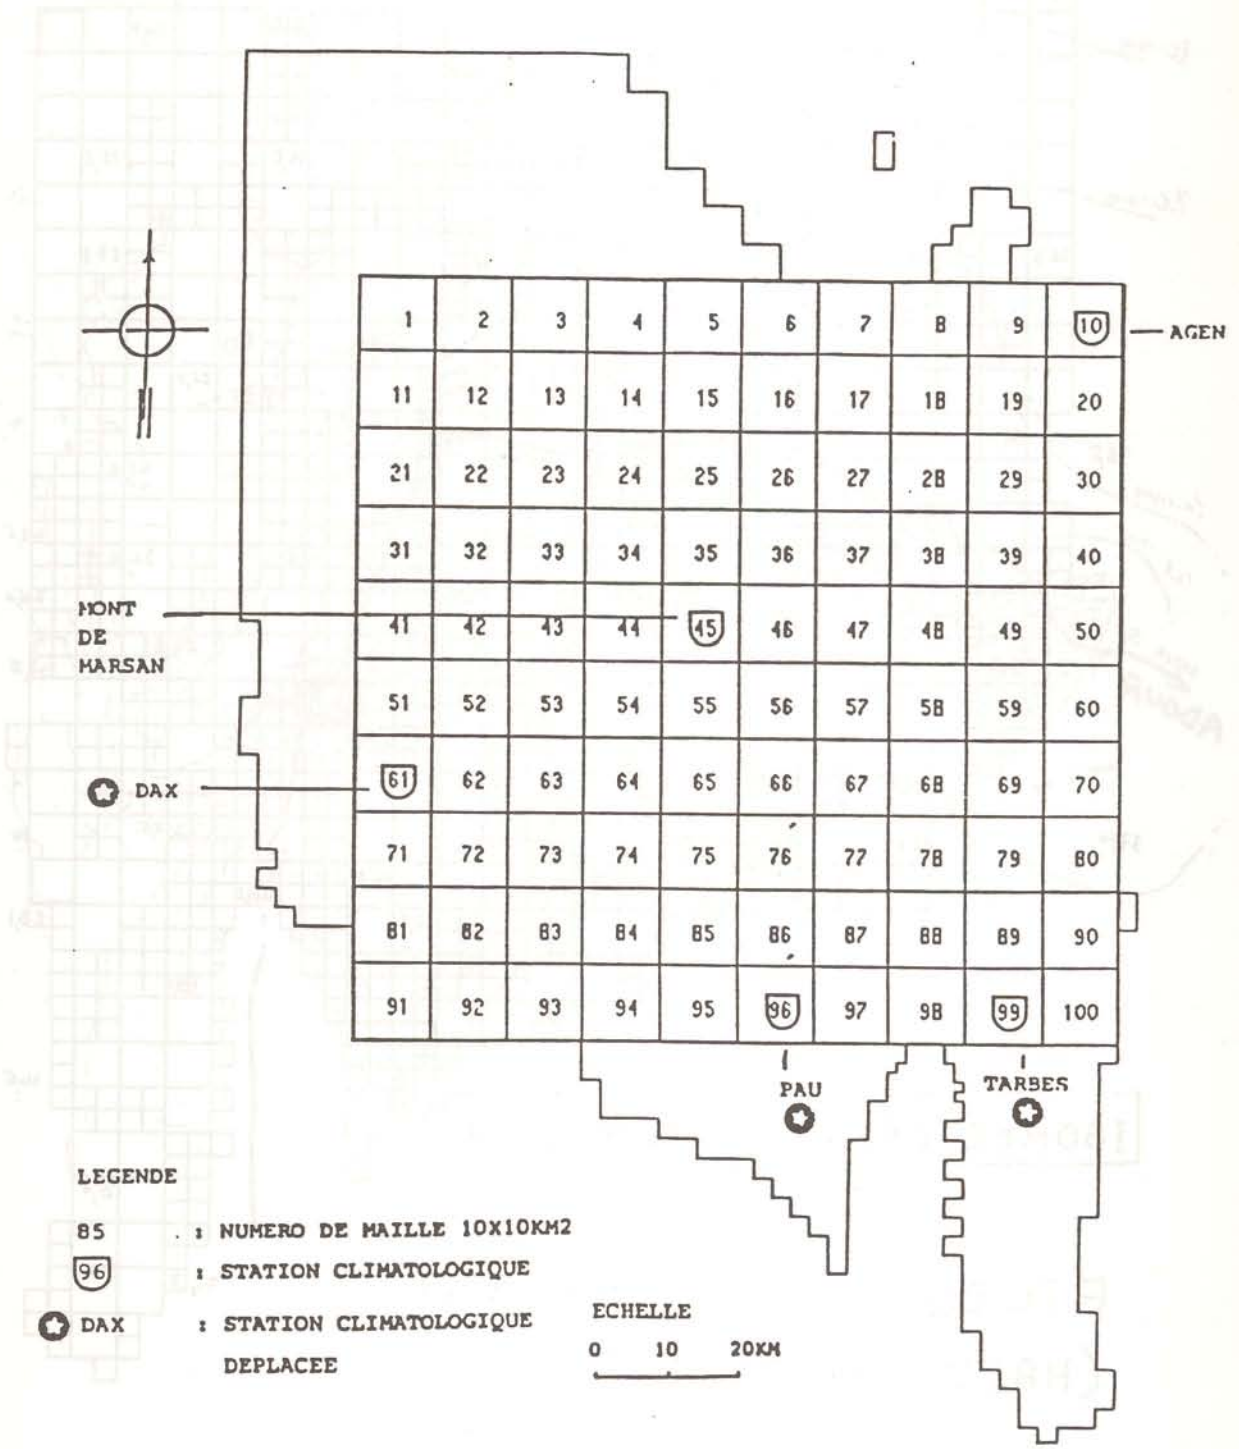 1 2 3 4 5 6 7 8 9 10 AGEN
11 12 13 14 15 16 17 18 19 20
21 22 23 24 25 26 27 28 29 30
31 32 33 34 35 36 37 38 39 40
MONT
DE
MARSAN
41 42 43 44 45 46 47 48 49 50
51 52 53 54 55 56 57 58 59 60
DAX 61 62 63 64 65 66 67 68 69 70
71 72 73 74 75 76 77 78 79 80
81 82 83 84 85 86 87 88 89 90
91 92 93 94 95 96 97 98 99 100
PAU TARBES
LEGENDE
85 : NUMERO DE MAILLE 10X10KM2
96 : STATION CLIMATOLOGIQUE
DAX : STATION CLIMATOLOGIQUE
DEPLACEE
ECHELLE
0 10 20KM